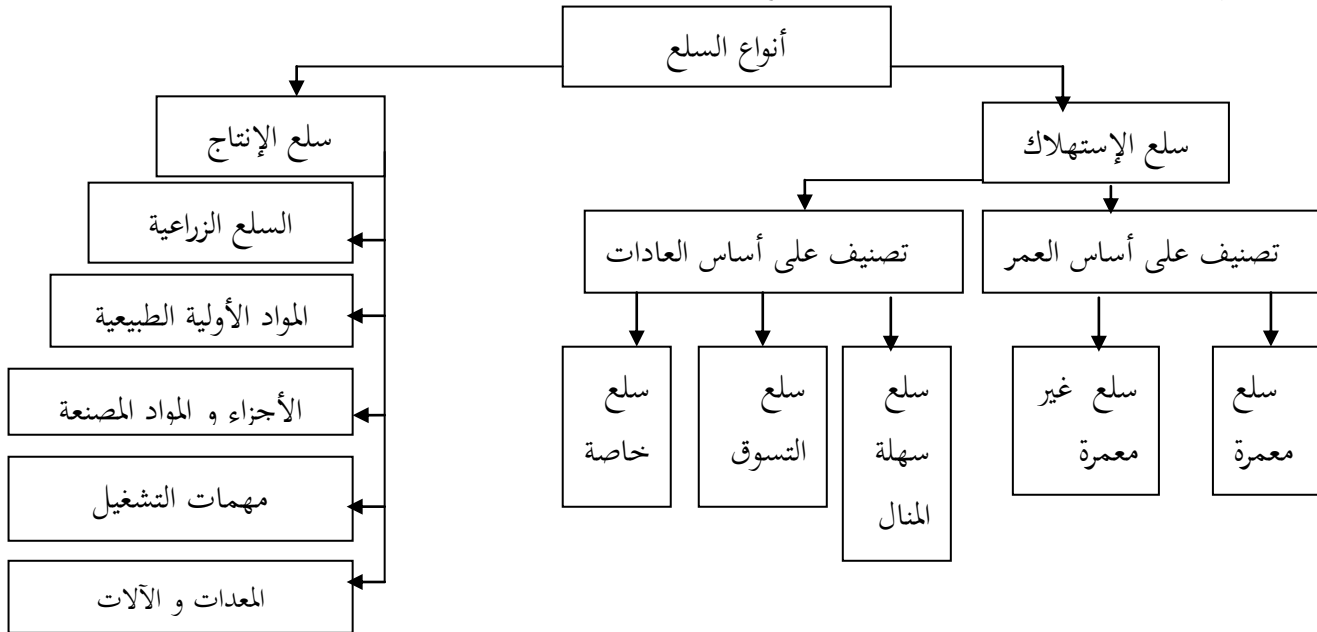 أنواع السلع
سلع الإستهلاك
سلع الإنتاج
تصنيف على أساس العمر
تصنيف على أساس العادات
سلع
معمرة
سلع غير
معمرة
سلع
سهلة
المنال
سلع
التسوق
سلع
خاصة
السلع الزراعية
المواد الأولية الطبيعية
الأجزاء و المواد المصنعة
مهمات التشغيل
المعدات و الآلات